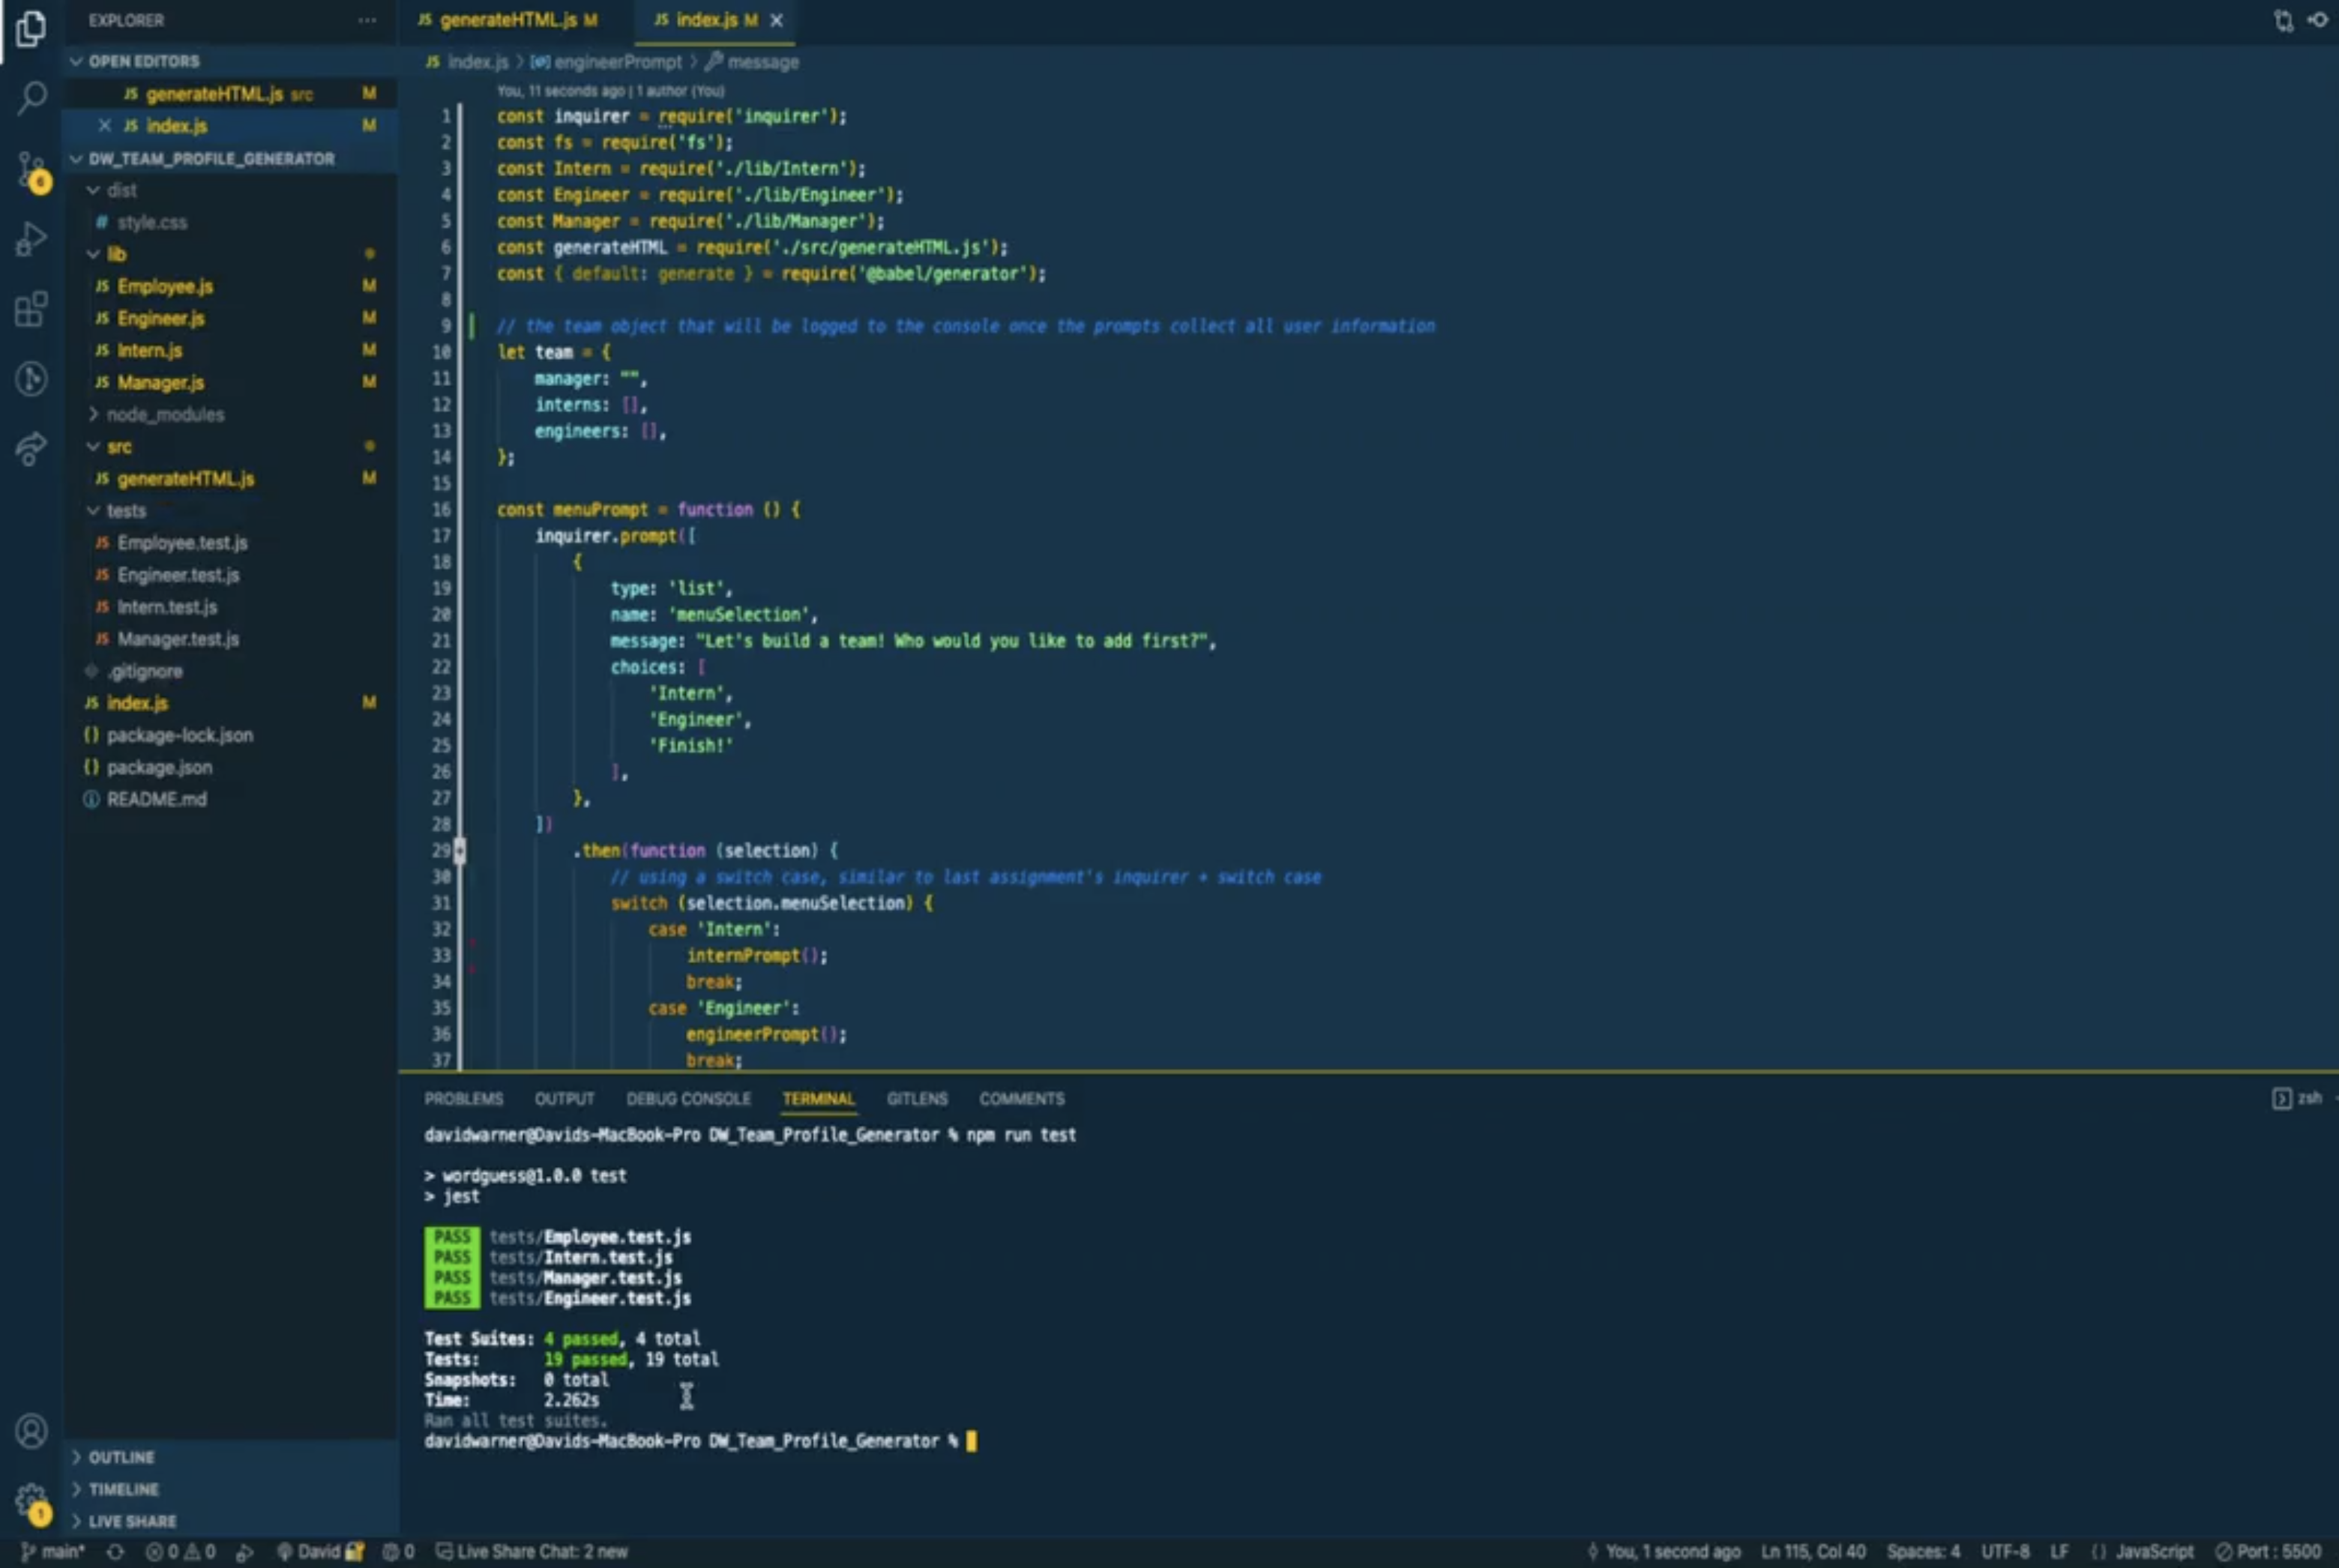 EXPLORER
OPEN EDITORS
JS generateHTML.js src M
JS index.js M
DW_TEAM_PROFILE_GENERATOR
dist
# style.css
lib
JS Employee.js M
JS Engineer.js M
JS Intern.js M
JS Manager.js M
node_modules
src
JS generateHTML.js M
tests
JS Employee.test.js
JS Engineer.test.js
JS Intern.test.js
JS Manager.test.js
.gitignore
JS index.js M
{} package-lock.json
{} package.json
README.md
OUTLINE
TIMELINE
LIVE SHARE
6
1
JS generateHTML.js M JS index.js M
JS index.js > engineerPrompt > message
You, 11 seconds ago | 1 author (You)
1 const inquirer = require('inquirer');
2 const fs = require('fs');
3 const Intern = require('./lib/Intern');
4 const Engineer = require('./lib/Engineer');
5 const Manager = require('./lib/Manager');
6 const generateHTML = require('./src/generateHTML.js');
7 const { default: generate } = require('@babel/generator');
8
9 // the team object that will be logged to the console once the prompts collect all user information
10 let team = {
11 manager: "",
12 interns: [],
13 engineers: [],
14 };
15
16 const menuPrompt = function () {
17 inquirer.prompt([
18 {
19 type: 'list',
20 name: 'menuSelection',
21 message: "Let's build a team! Who would you like to add first?",
22 choices: [
23 'Intern',
24 'Engineer',
25 'Finish!'
26 ],
27 },
28 ])
29 .then(function (selection) {
30 // using a switch case, similar to last assignment's inquirer + switch case
31 switch (selection.menuSelection) {
32 case 'Intern':
33 internPrompt();
34 break;
35 case 'Engineer':
36 engineerPrompt();
37 break;
PROBLEMS OUTPUT DEBUG CONSOLE TERMINAL GITLENS COMMENTS zsh
davidwarner@Davids-MacBook-Pro DW_Team_Profile_Generator % npm run test
> wordguess@1.0.0 test
> jest
PASS tests/Employee.test.js
PASS tests/Intern.test.js
PASS tests/Manager.test.js
PASS tests/Engineer.test.js
Test Suites: 4 passed, 4 total
Tests: 19 passed, 19 total
Snapshots: 0 total
Time: 2.262s
Ran all test suites.
davidwarner@Davids-MacBook-Pro DW_Team_Profile_Generator %
main* 0 0 David 0 Live Share Chat: 2 new You, 1 second ago Ln 115, Col 40 Spaces: 4 UTF-8 LF {} JavaScript Port : 5500